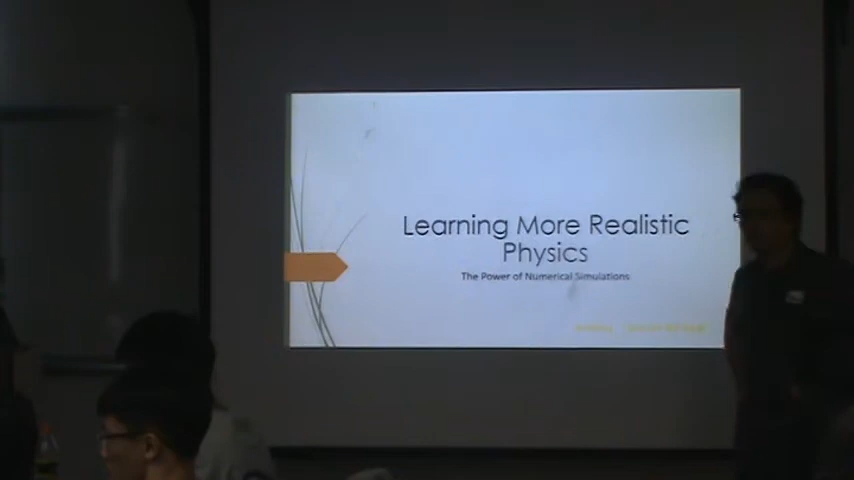 Learning More Realistic
Physics
The Power of Numerical Simulations